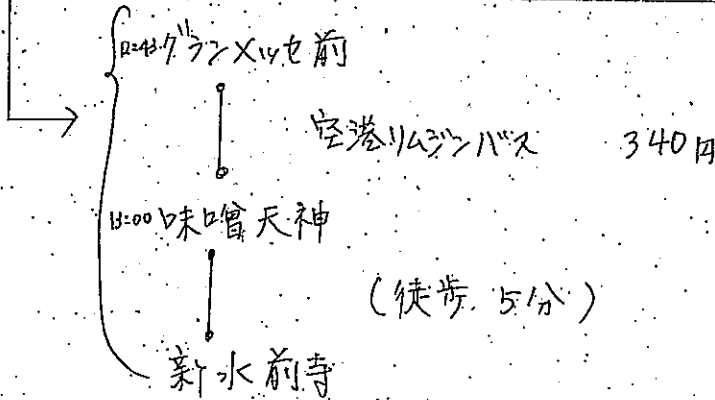 12:43 グランメッセ前
空港リムジンバス 340円
13:00 味噌天神
(徒歩 5分)
新水前寺